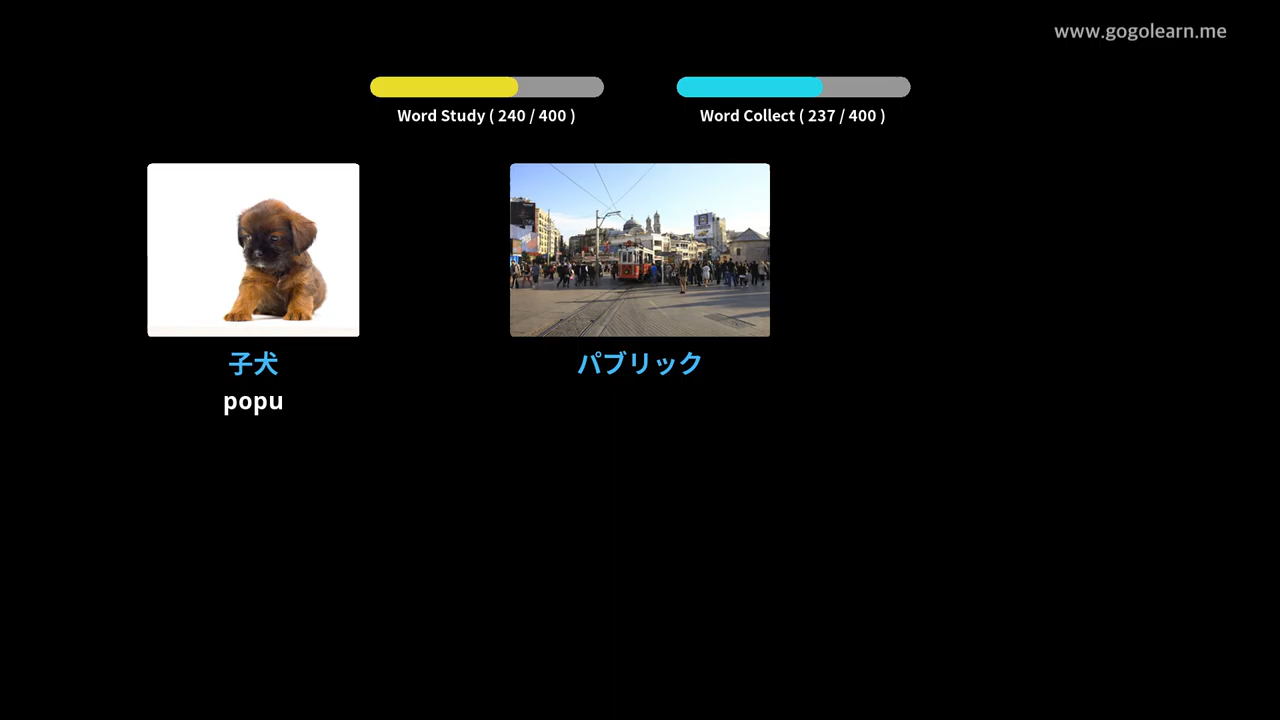 www.gogolearn.me
Word Study ( 240 / 400 )
Word Collect ( 237 / 400 )
子犬
popu
パブリック